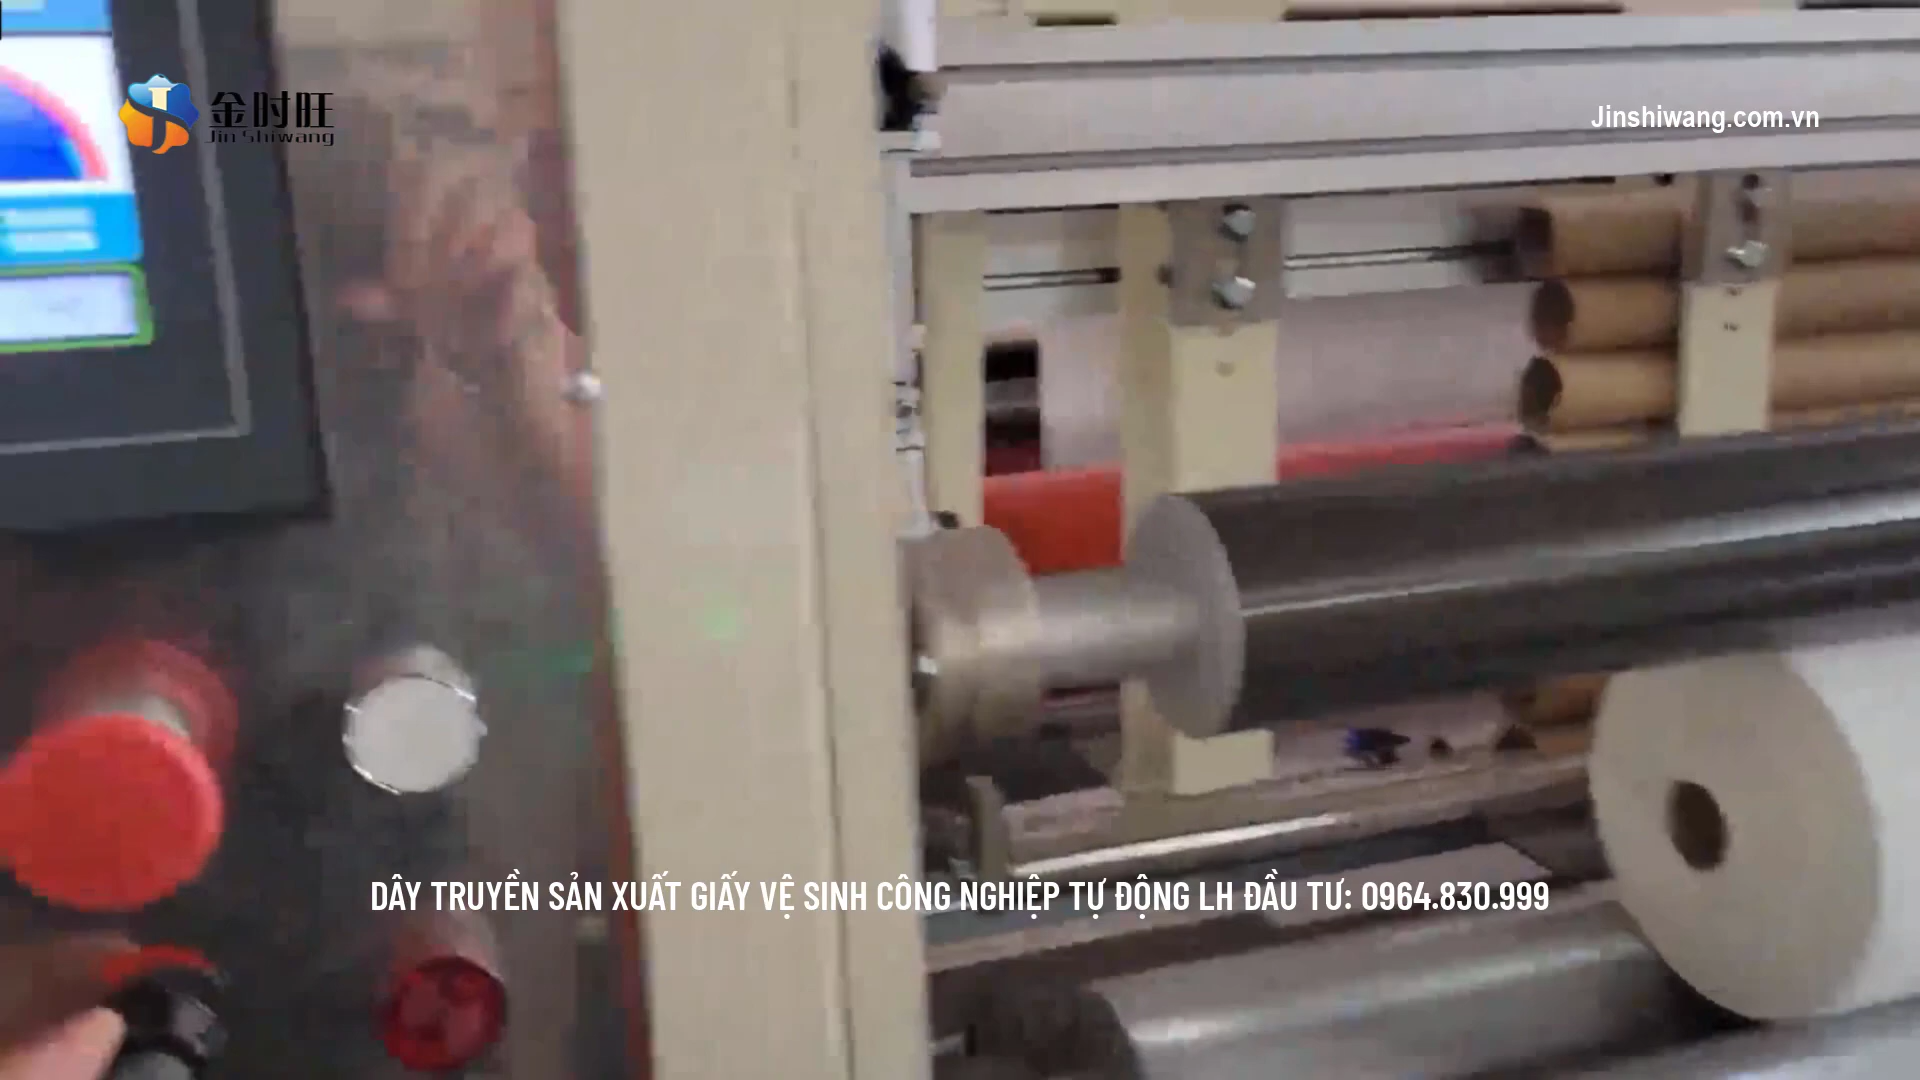 金时旺
Jin Shiwang
Jinshiwang.com.vn
DÂY TRUYỀN SẢN XUẤT GIẤY VỆ SINH CÔNG NGHIỆP TỰ ĐỘNG LH ĐẦU TƯ: 0964.830.999